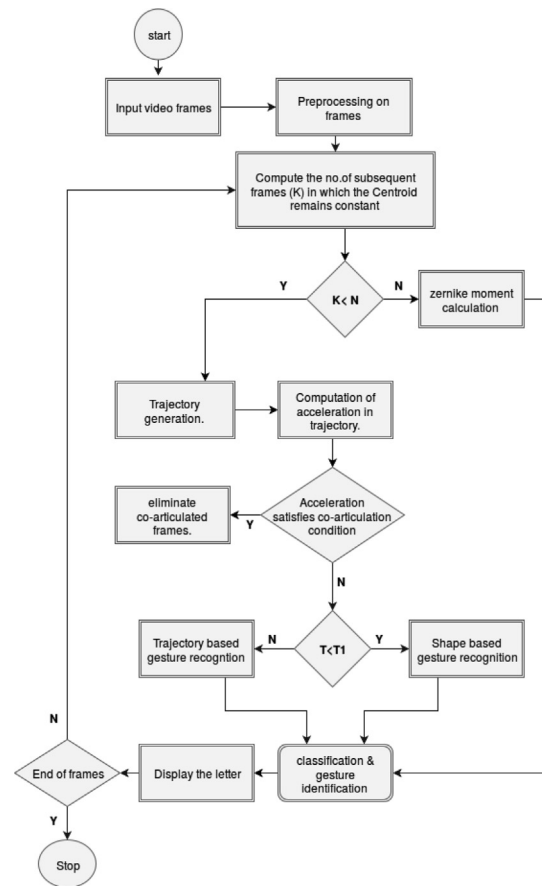 start
Input video frames
Preprocessing on
frames
Compute the no.of subsequent
frames (K) in which the Centroid
remains constant
Y
K< N
N
zernike moment
calculation
Trajectory
generation.
Computation of
acceleration in
trajectory.
eliminate
co-articulated
frames.
Y
Acceleration
satisfies co-articulation
condition
N
Trajectory based
gesture recogntion
N
T<T1
Y
Shape based
gesture recognition
N
End of frames
Display the letter
classification &
gesture
identification
Y
Stop